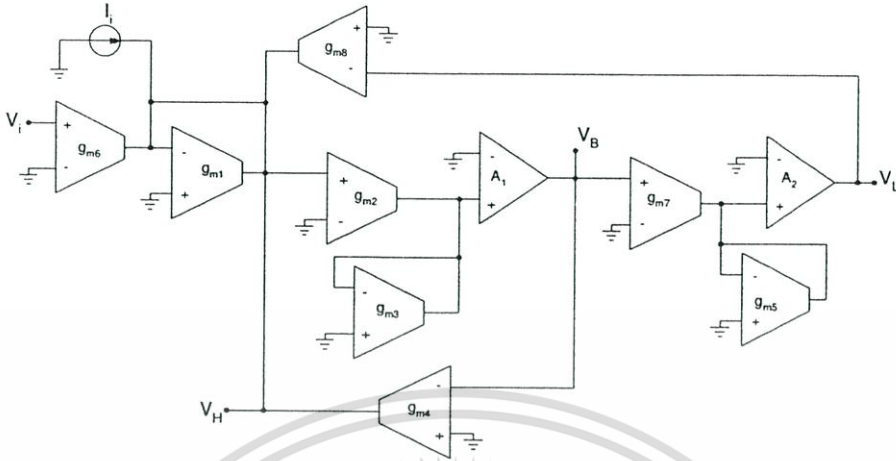 I_i
+
-
g_m8
V_i
+
-
g_m6
-
+
g_m1
+
-
g_m2
-
+
A_1
V_B
+
-
g_m7
-
+
A_2
V_L
-
+
g_m3
-
+
g_m5
V_H
g_m4
-
+